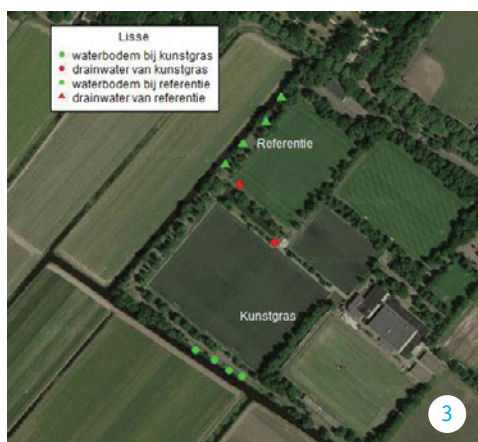 Lisse
waterbodem bij kunstgras
drainwater van kunstgras
waterbodem bij referentie
drainwater van referentie
Referentie
Kunstgras
3